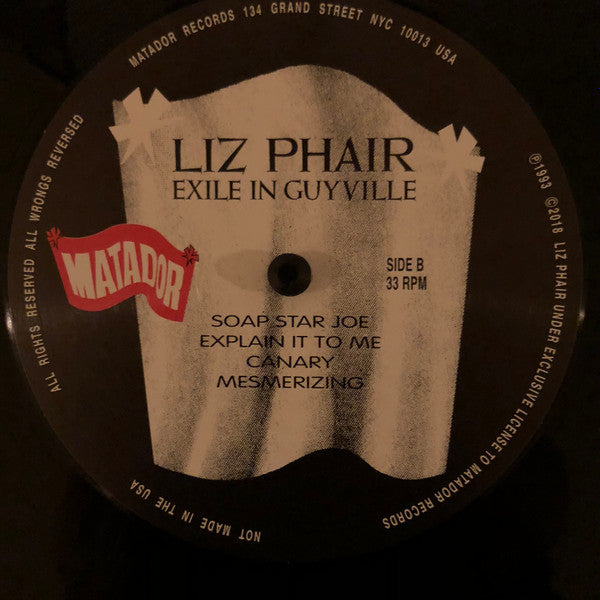 MATADOR RECORDS 134 GRAND STREET NYC 10013 USA
LIZ PHAIR
EXILE IN GUYVILLE
MATADOR
SIDE B
33 RPM
SOAP STAR JOE
EXPLAIN IT TO ME
CANARY
MESMERIZING
℗1993 ©2018 LIZ PHAIR UNDER EXCLUSIVE LICENSE TO MATADOR RECORDS
NOT MADE IN THE USA
ALL RIGHTS RESERVED ALL WRONGS REVERSED